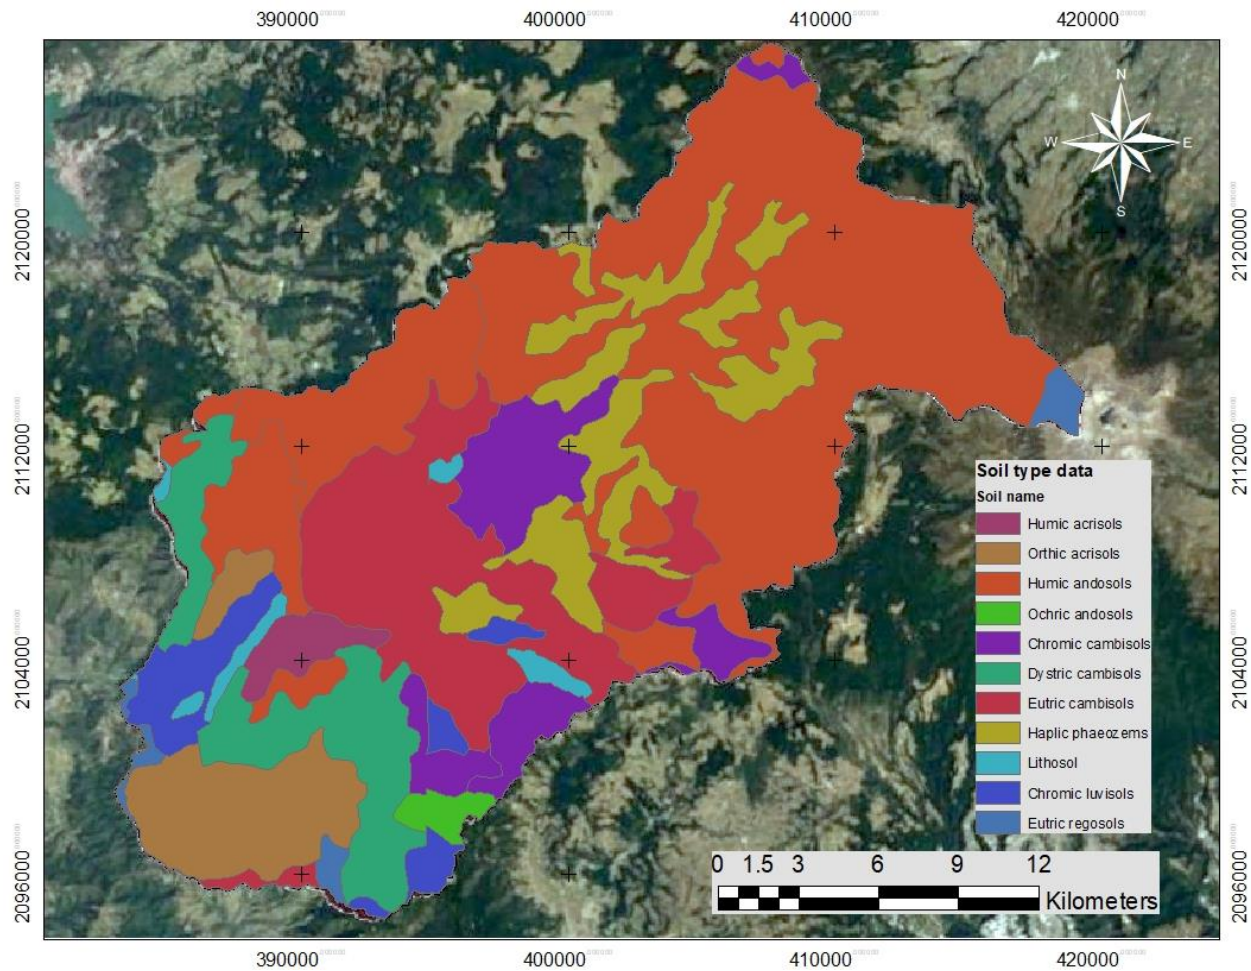 390000 400000 410000 420000
N
W E
S
2120000 2120000
2112000 2112000
Soil type data
Soil name
Humic acrisols
Orthic acrisols
Humic andosols
Ochric andosols
Chromic cambisols
Dystric cambisols
Eutric cambisols
Haplic phaeozems
Lithosol
Chromic luvisols
Eutric regosols
2104000 2104000
0 1.5 3 6 9 12
Kilometers
2096000 2096000
390000 400000 410000 420000